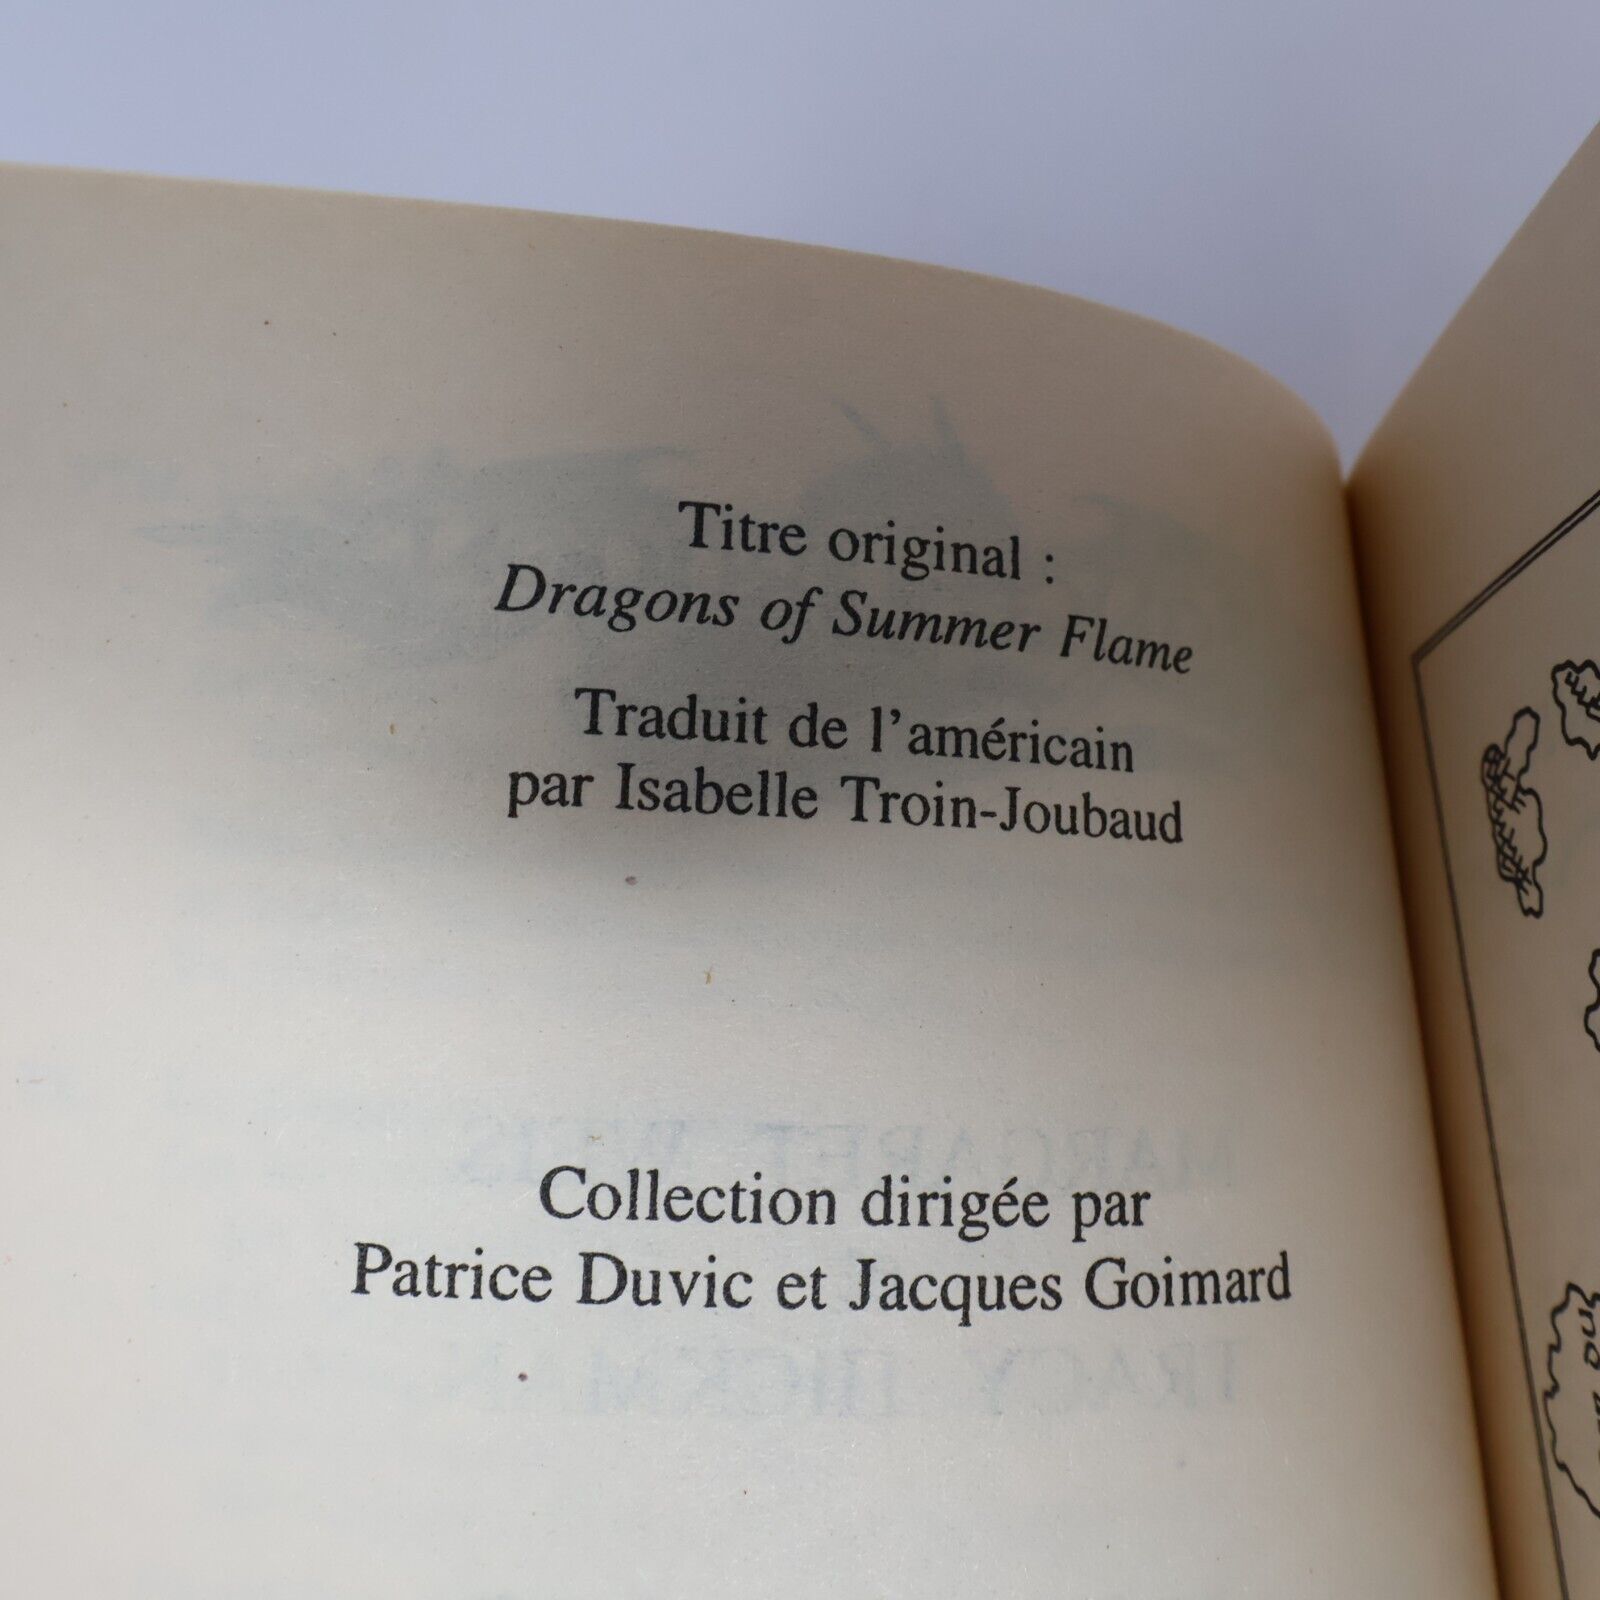 Titre original :
Dragons of Summer Flame
Traduit de l'américain
par Isabelle Troin-Joubaud
Collection dirigée par
Patrice Duvic et Jacques Goimard